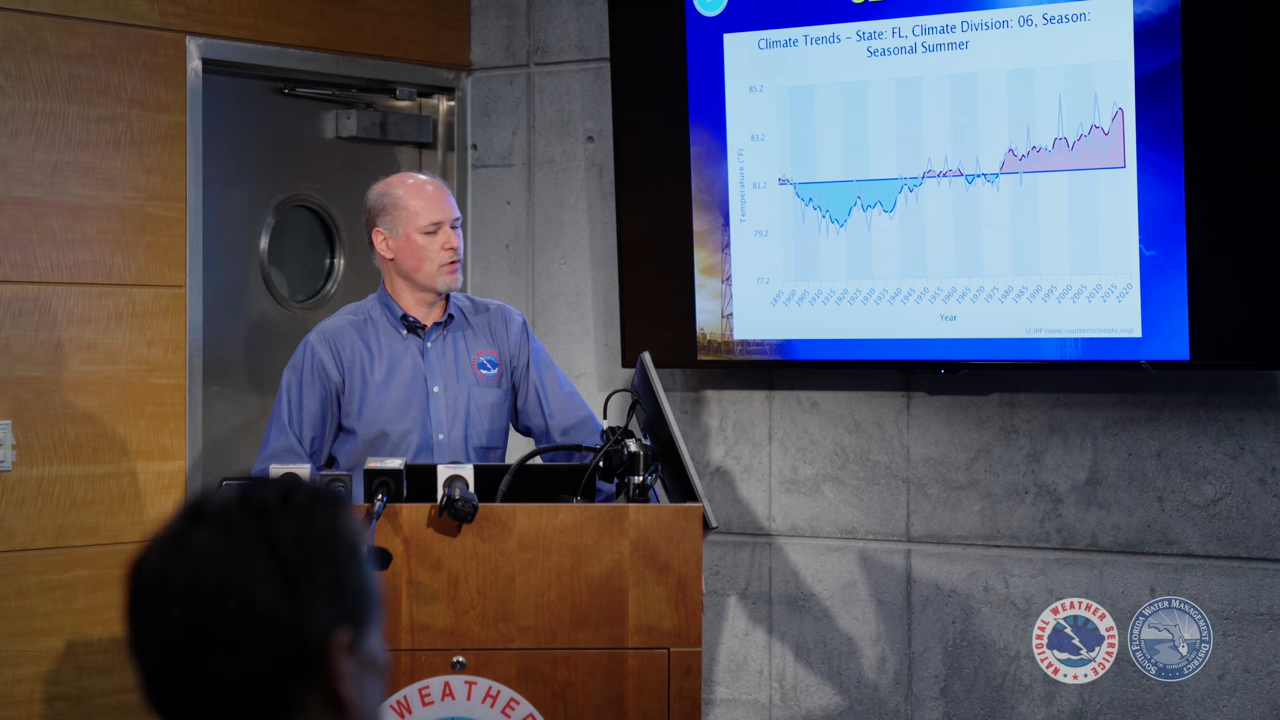 Climate Trends – State: FL, Climate Division: 06, Season:
Seasonal Summer
85.2
83.2
81.2
79.2
77.2
Temperature (°F)
1895 1900 1905 1910 1915 1920 1925 1930 1935 1940 1945 1950 1955 1960 1965 1970 1975 1980 1985 1990 1995 2000 2005 2010 2015 2020
Year
SCIPP (www.southernclimate.org)
WEATHER
NATIONAL WEATHER SERVICE
SOUTH FLORIDA WATER MANAGEMENT DISTRICT